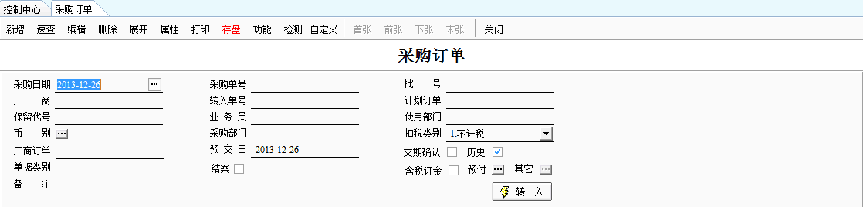 控制中心 采购订单
新增 速查 编辑 删除 展开 属性 打印 存盘 功能 检测 自定义 首张 前张 下张 末张 关闭
采购订单
采购日期 2013-12-26 ... 采购单号 批 号
厂 商 转入单号 计划订单
保留代号 业 务 员 使用部门
币 别 ... 采购部门 扣税类别 1.不计税
厂商订单 预 交 日 2013-12-26 交期确认 历史
单据类别 结案 含税订金 预付 ... 其它 ...
备 注 转 入